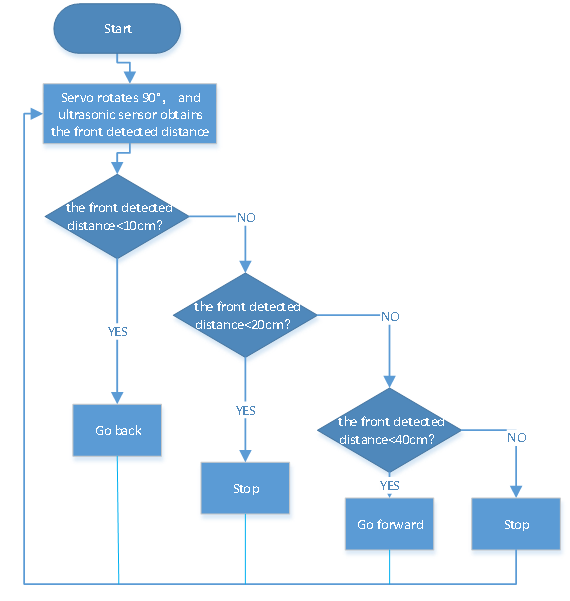 Start
Servo rotates 90°， and
ultrasonic sensor obtains
the front detected distance
the front detected
distance<10cm?
NO
the front detected
distance<20cm?
NO
YES
the front detected
distance<40cm?
YES
Go back
NO
YES
Stop
Go forward
Stop